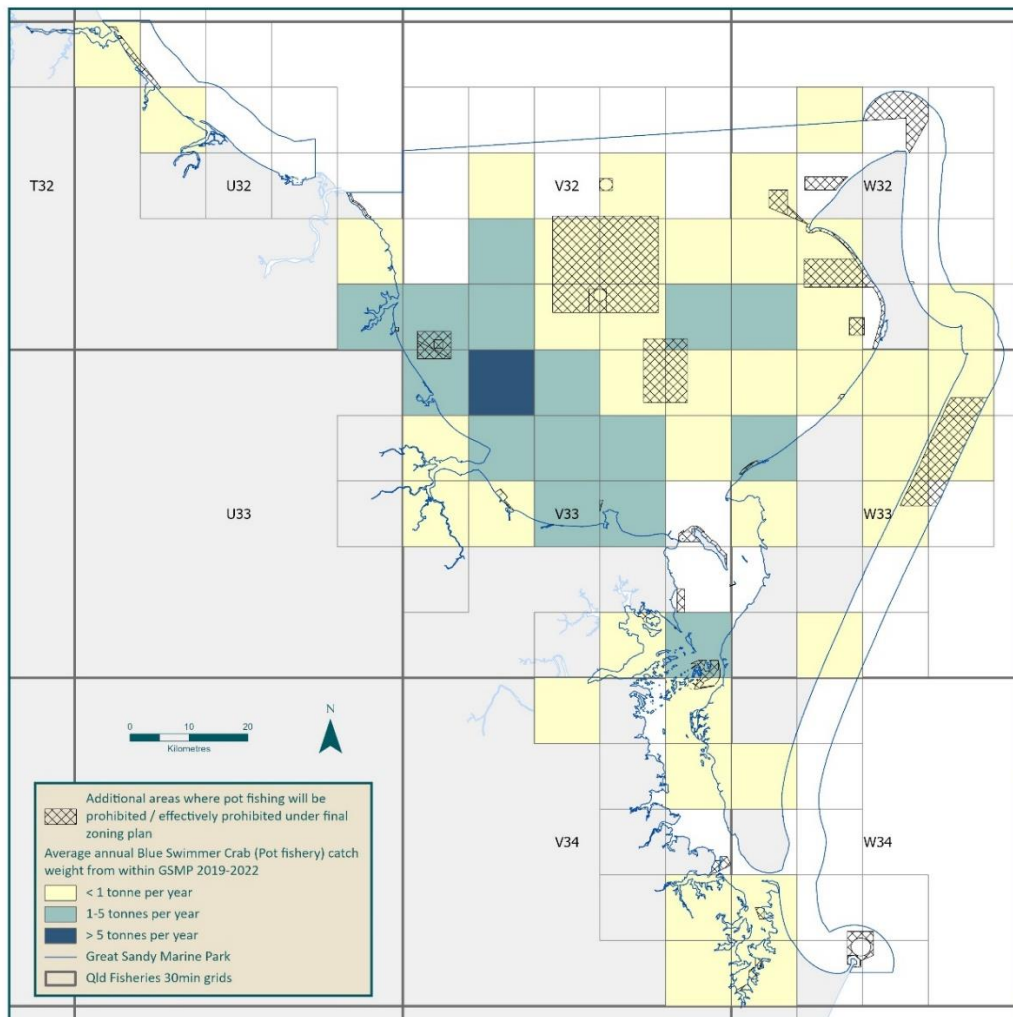 T32
U32
V32
W32
U33
V33
W33
N
0 10 20
Kilometres
V34
W34
Additional areas where pot fishing will be
prohibited / effectively prohibited under final
zoning plan
Average annual Blue Swimmer Crab (Pot fishery) catch
weight from within GSMP 2019-2022
< 1 tonne per year
1-5 tonnes per year
> 5 tonnes per year
Great Sandy Marine Park
Qld Fisheries 30min grids